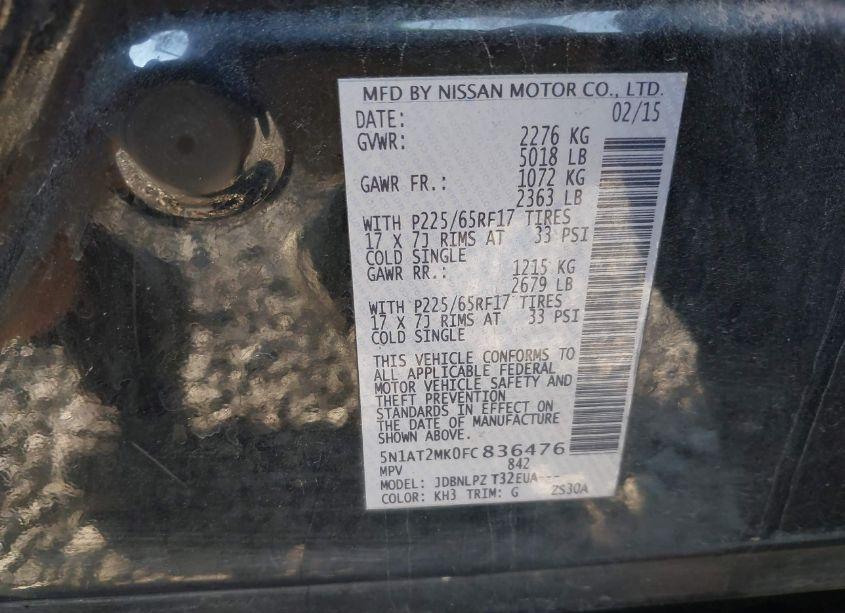 MFD BY NISSAN MOTOR CO., LTD.
DATE: 02/15
GVWR: 2276 KG
5018 LB
GAWR FR.: 1072 KG
2363 LB
WITH P225/65RF17 TIRES
17 X 7J RIMS AT 33 PSI
COLD SINGLE
GAWR RR.: 1215 KG
2679 LB
WITH P225/65RF17 TIRES
17 X 7J RIMS AT 33 PSI
COLD SINGLE
THIS VEHICLE CONFORMS TO
ALL APPLICABLE FEDERAL
MOTOR VEHICLE SAFETY AND
THEFT PREVENTION
STANDARDS IN EFFECT ON
THE DATE OF MANUFACTURE
SHOWN ABOVE.
5N1AT2MK0FC836476
MPV 842
MODEL: JDBNLPZ T32EUA---
COLOR: KH3 TRIM: G ZS30A